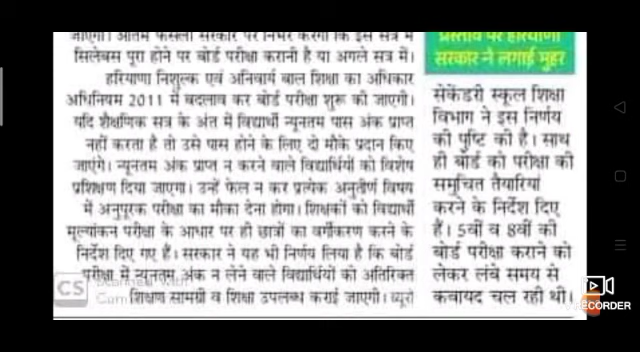 जाएगी। अंतिम फैसला सरकार पर निर्भर करेगा कि इस सत्र में
सिलेबस पूरा होने पर बोर्ड परीक्षा करानी है या अगले सत्र में।
हरियाणा निशुल्क एवं अनिवार्य बाल शिक्षा का अधिकार
अधिनियम 2011 में बदलाव कर बोर्ड परीक्षा शुरू की जाएगी।
यदि शैक्षणिक सत्र के अंत में विद्यार्थी न्यूनतम पास अंक प्राप्त
नहीं करता है तो उसे पास होने के लिए दो मौके प्रदान किए
जाएंगे। न्यूनतम अंक प्राप्त न करने वाले विद्यार्थियों को विशेष
प्रशिक्षण दिया जाएगा। उन्हें फेल न कर प्रत्येक अनुतीर्ण विषय
में अनुपूरक परीक्षा का मौका देना होगा। शिक्षकों को विद्यार्थी
मूल्यांकन परीक्षा के आधार पर ही छात्रों का वर्गीकरण करने के
निर्देश दिए गए हैं। सरकार ने यह भी निर्णय लिया है कि बोर्ड
परीक्षा में न्यूनतम अंक न लेने वाले विद्यार्थियों को अतिरिक्त
शिक्षण सामग्री व शिक्षा उपलब्ध कराई जाएगी। ब्यूरो
प्रस्ताव पर हरियाणा
सरकार ने लगाई मुहर
सेकेंडरी स्कूल शिक्षा
विभाग ने इस निर्णय
की पुष्टि की है। साथ
ही बोर्ड को परीक्षा की
समुचित तैयारियां
करने के निर्देश दिए
हैं। 5वीं व 8वीं की
बोर्ड परीक्षा कराने को
लेकर लंबे समय से
कवायद चल रही थी।
CS
RECORDER